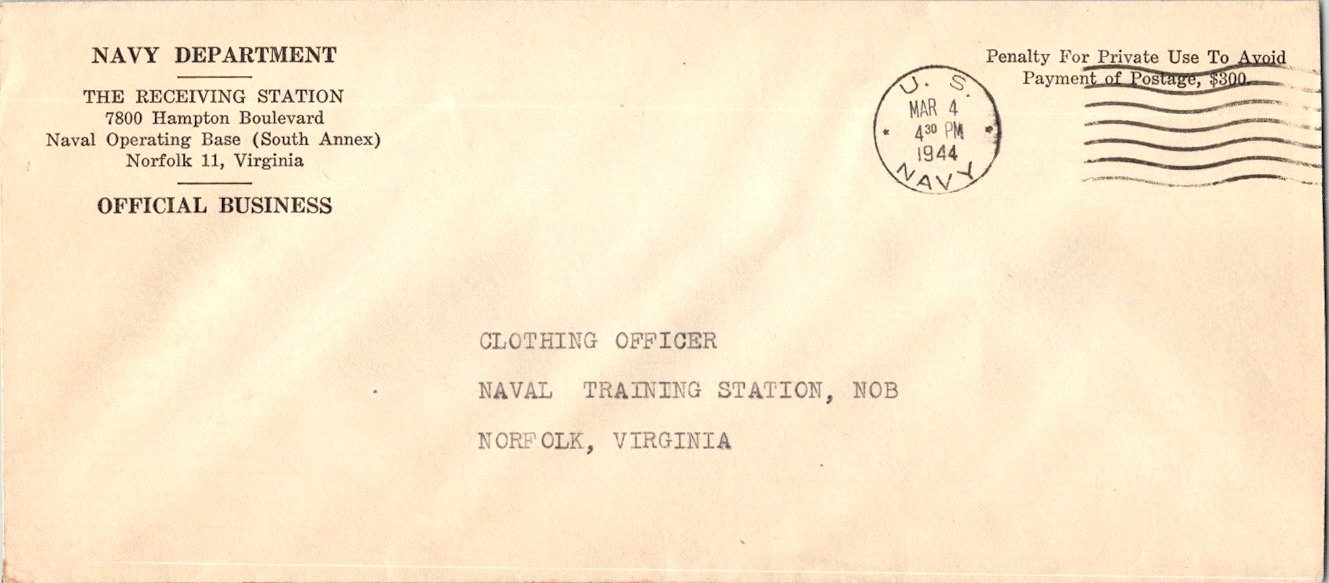 NAVY DEPARTMENT
THE RECEIVING STATION
7800 Hampton Boulevard
Naval Operating Base (South Annex)
Norfolk 11, Virginia
OFFICIAL BUSINESS
Penalty For Private Use To Avoid
Payment of Postage, $300.
U. S.
MAR 4
4 30 PM
1944
NAVY
CLOTHING OFFICER
NAVAL TRAINING STATION, NOB
NORFOLK, VIRGINIA